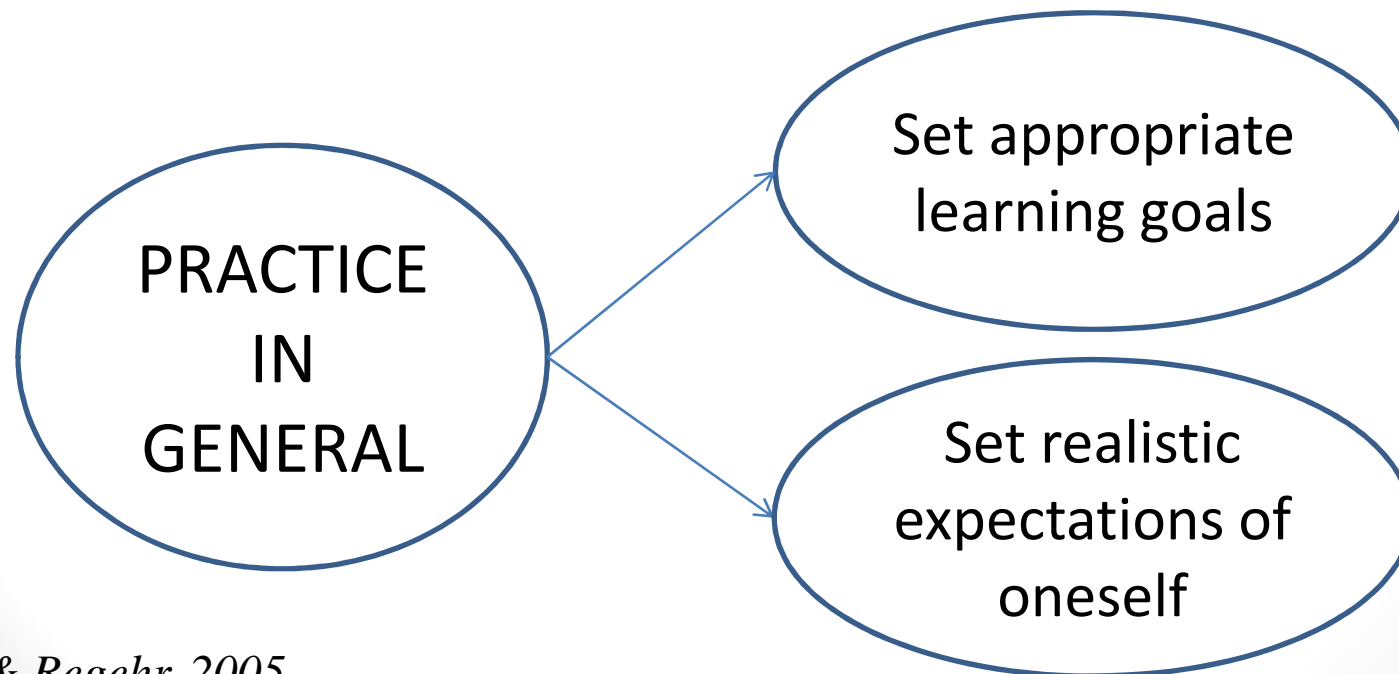 PRACTICE
IN
GENERAL
Set appropriate
learning goals
Set realistic
expectations of
oneself
& Regehr, 2005